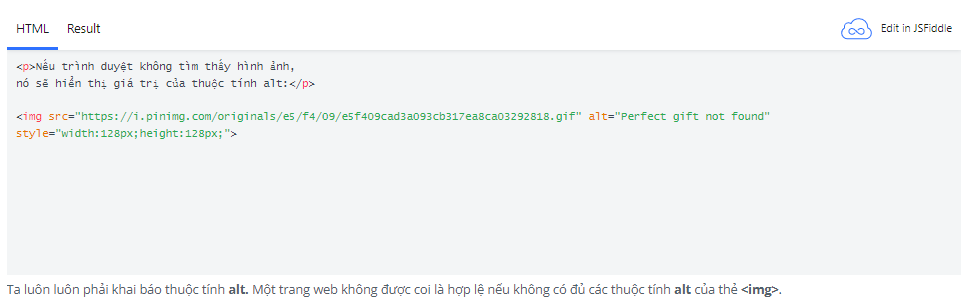 HTML Result Edit in JSFiddle
<p>Nếu trình duyệt không tìm thấy hình ảnh,
nó sẽ hiển thị giá trị của thuộc tính alt:</p>
<img src="https://i.pinimg.com/originals/e5/f4/09/e5f409cad3a093cb317ea8ca03292818.gif" alt="Perfect gift not found"
style="width:128px;height:128px;">
Ta luôn luôn phải khai báo thuộc tính alt. Một trang web không được coi là hợp lệ nếu không có đủ các thuộc tính alt của thẻ <img>.